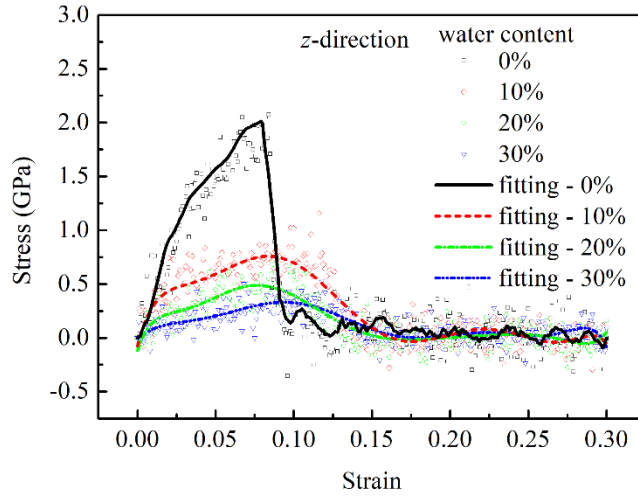 z-direction
water content
0%
10%
20%
30%
fitting - 0%
fitting - 10%
fitting - 20%
fitting - 30%
Stress (GPa)
3.0
2.5
2.0
1.5
1.0
0.5
0.0
-0.5
0.00 0.05 0.10 0.15 0.20 0.25 0.30
Strain